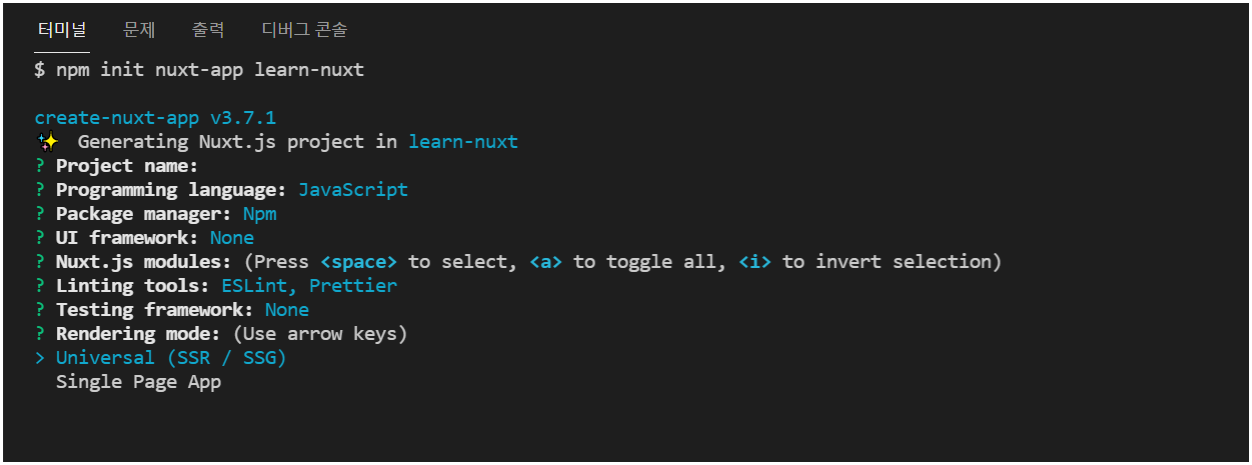 터미널 문제 출력 디버그 콘솔
$ npm init nuxt-app learn-nuxt
create-nuxt-app v3.7.1
✨ Generating Nuxt.js project in learn-nuxt
? Project name:
? Programming language: JavaScript
? Package manager: Npm
? UI framework: None
? Nuxt.js modules: (Press <space> to select, <a> to toggle all, <i> to invert selection)
? Linting tools: ESLint, Prettier
? Testing framework: None
? Rendering mode: (Use arrow keys)
> Universal (SSR / SSG)
Single Page App